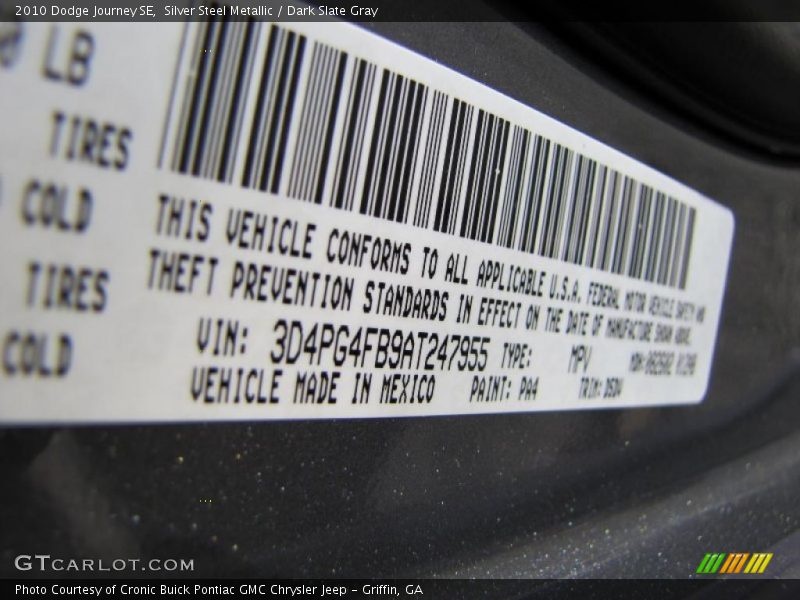 2010 Dodge Journey SE, Silver Steel Metallic / Dark Slate Gray
LB
TIRES
COLD
TIRES
COLD
THIS VEHICLE CONFORMS TO ALL APPLICABLE U.S.A. FEDERAL MOTOR VEHICLE SAFETY AND
THEFT PREVENTION STANDARDS IN EFFECT ON THE DATE OF MANUFACTURE SHOWN ABOVE.
VIN: 3D4PG4FB9AT247955 TYPE: MPV MDH:
VEHICLE MADE IN MEXICO PAINT: PA4 TRIM:
GTCARLOT.COM
Photo Courtesy of Cronic Buick Pontiac GMC Chrysler Jeep – Griffin, GA